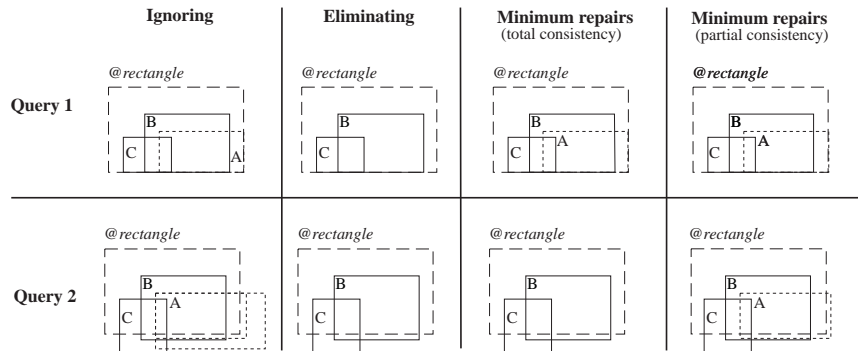 Ignoring
Eliminating
Minimum repairs
(total consistency)
Minimum repairs
(partial consistency)
Query 1
@rectangle
B
C
A
@rectangle
B
C
@rectangle
B
A
C
@rectangle
B
A
C
Query 2
@rectangle
B
A
C
@rectangle
B
C
@rectangle
B
C
@rectangle
B
A
C